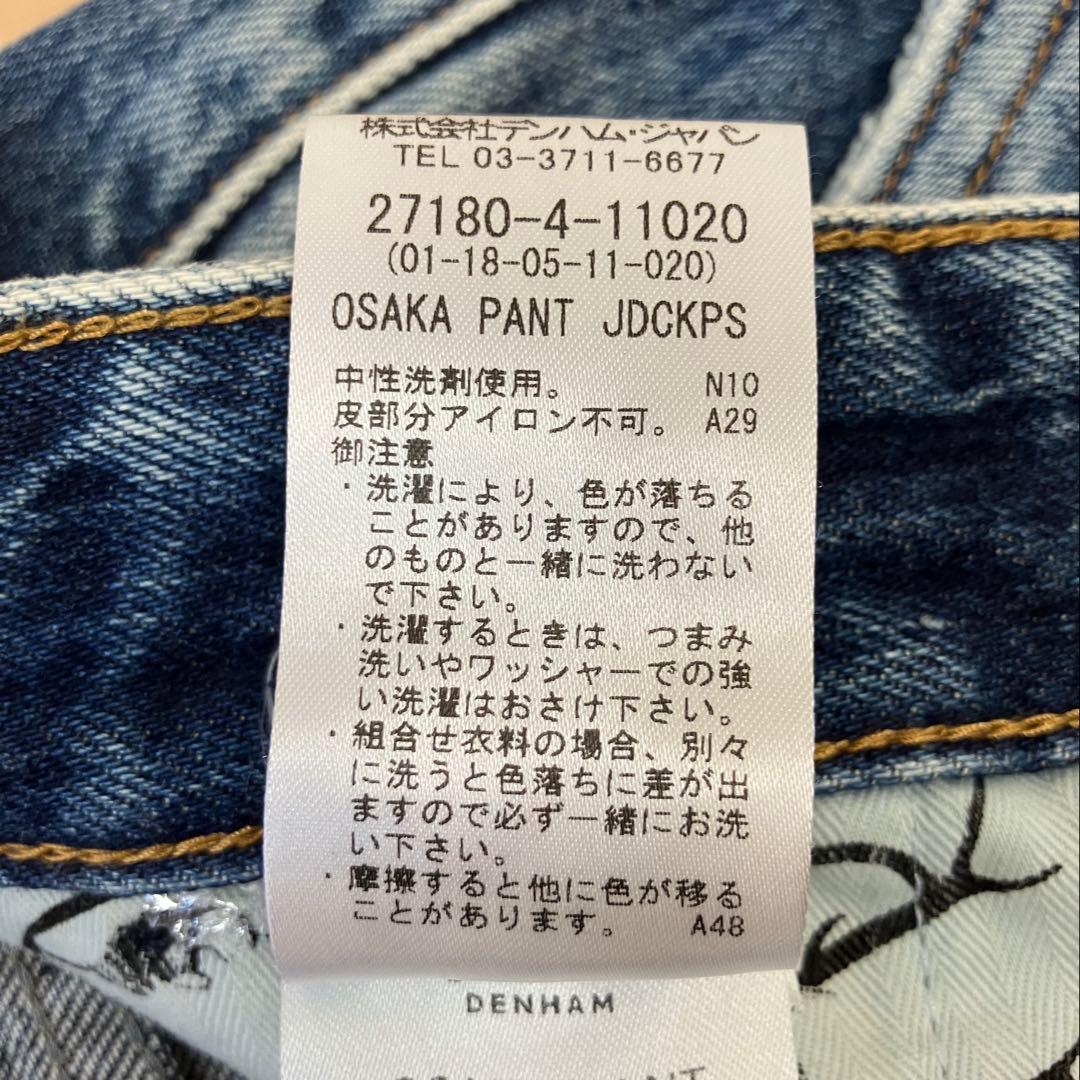 株式会社デンハム・ジャパン
TEL 03-3711-6677
27180-4-11020
(01-18-05-11-020)
OSAKA PANT JDCKPS
中性洗剤使用。 N10
皮部分アイロン不可。 A29
御注意
・洗濯により、色が落ちる
ことがありますので、他
のものと一緒に洗わない
で下さい。
・洗濯するときは、つまみ
洗いやワッシャーでの強
い洗濯はおさけ下さい。
・組合せ衣料の場合、別々
に洗うと色落ちに差が出
ますので必ず一緒にお洗
い下さい。
・摩擦すると他に色が移る
ことがあります。 A48
DENHAM